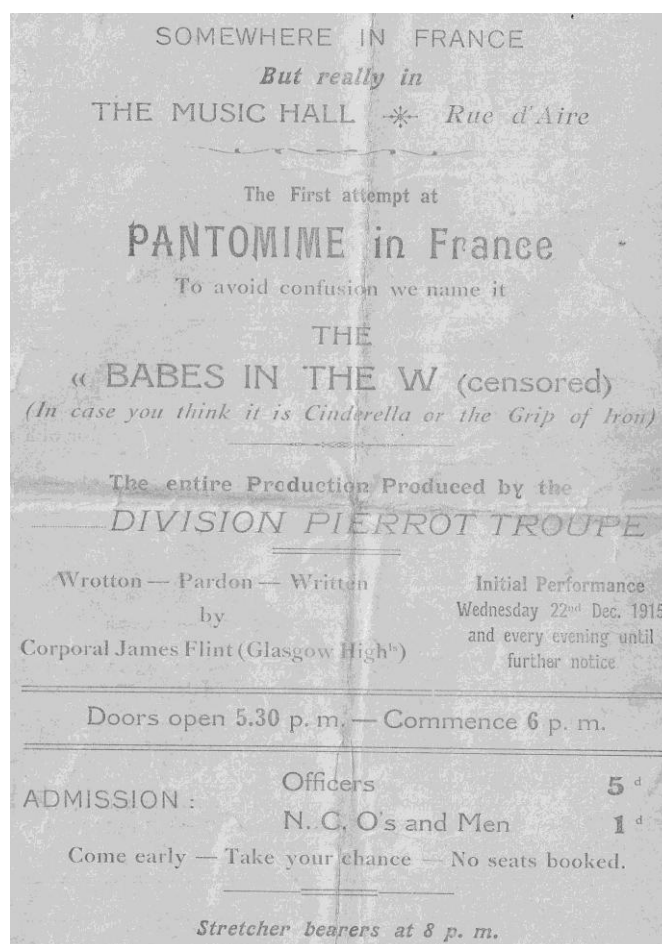 SOMEWHERE IN FRANCE
But really in
THE MUSIC HALL Rue d'Aire
The First attempt at
PANTOMIME in France
To avoid confusion we name it
THE
« BABES IN THE W (censored)
(In case you think it is Cinderella or the Grip of Iron)
The entire Production Produced by the
DIVISION PIERROT TROUPE
Wrotton — Pardon — Written
by
Corporal James Flint (Glasgow Highᴵˢ)
Initial Performance
Wednesday 22ⁿᵈ Dec. 1915
and every evening until
further notice
Doors open 5.30 p. m. — Commence 6 p. m.
ADMISSION :
Officers 5 d
N. C. O's and Men 1 d
Come early — Take your chance — No seats booked.
Stretcher bearers at 8 p. m.